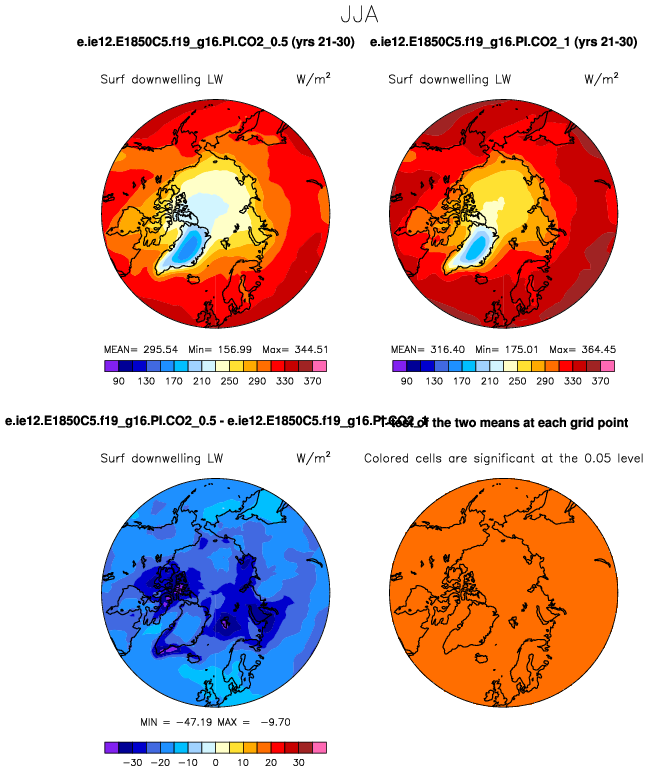 JJA
e.ie12.E1850C5.f19_g16.PI.CO2_0.5 (yrs 21-30)
e.ie12.E1850C5.f19_g16.PI.CO2_1 (yrs 21-30)
Surf downwelling LW W/m²
Surf downwelling LW W/m²
MEAN= 295.54 Min= 156.99 Max= 344.51
MEAN= 316.40 Min= 175.01 Max= 364.45
90 130 170 210 250 290 330 370
90 130 170 210 250 290 330 370
e.ie12.E1850C5.f19_g16.PI.CO2_0.5 - e.ie12.E1850C5.f19_g16.PI.CO2_1
T-test of the two means at each grid point
Surf downwelling LW W/m²
Colored cells are significant at the 0.05 level
MIN = −47.19 MAX = −9.70
−30 −20 −10 0 10 20 30